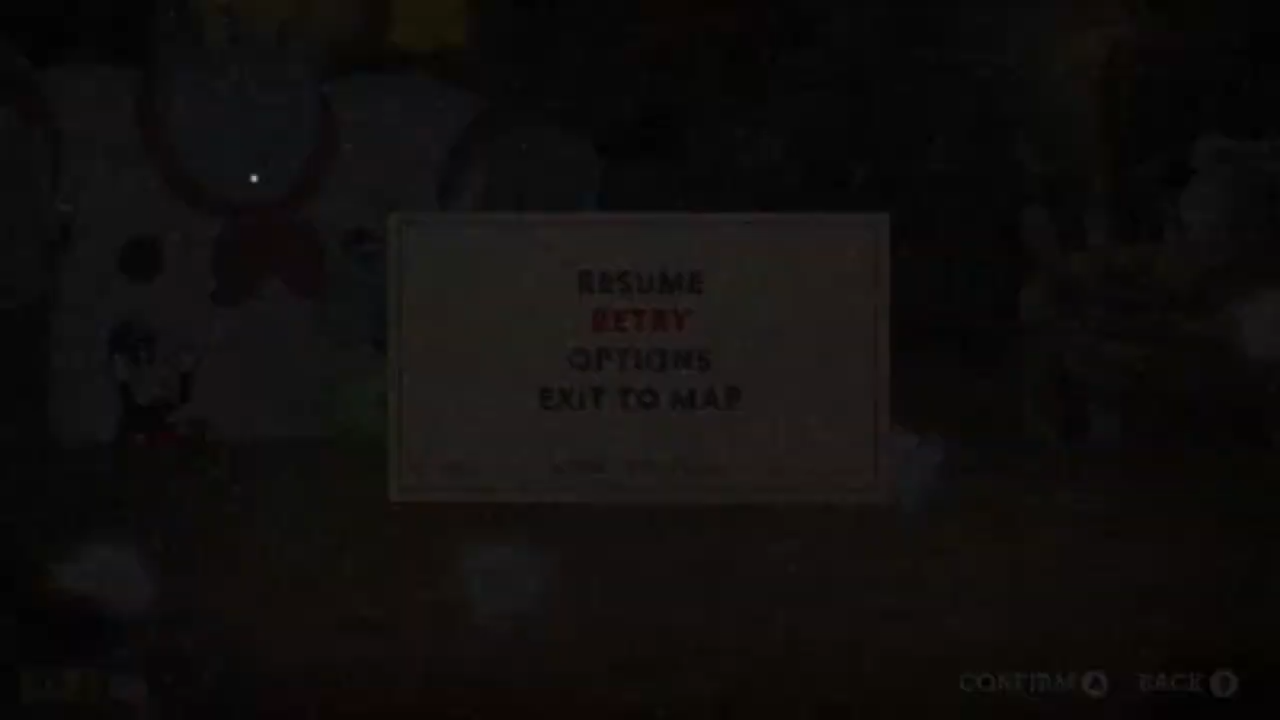 RESUME
RETRY
OPTIONS
EXIT TO MAP
CONFIRM A BACK B